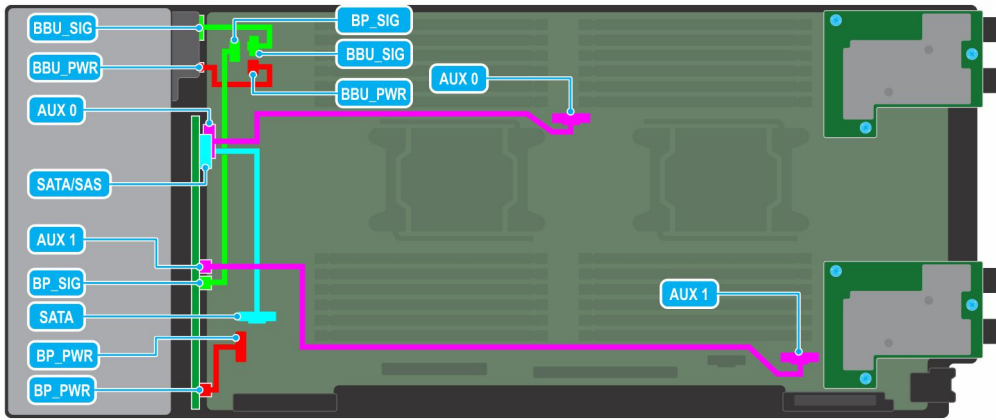 BBU_SIG
BBU_PWR
AUX 0
SATA/SAS
AUX 1
BP_SIG
SATA
BP_PWR
BP_PWR
BP_SIG
BBU_SIG
BBU_PWR
AUX 0
AUX 1